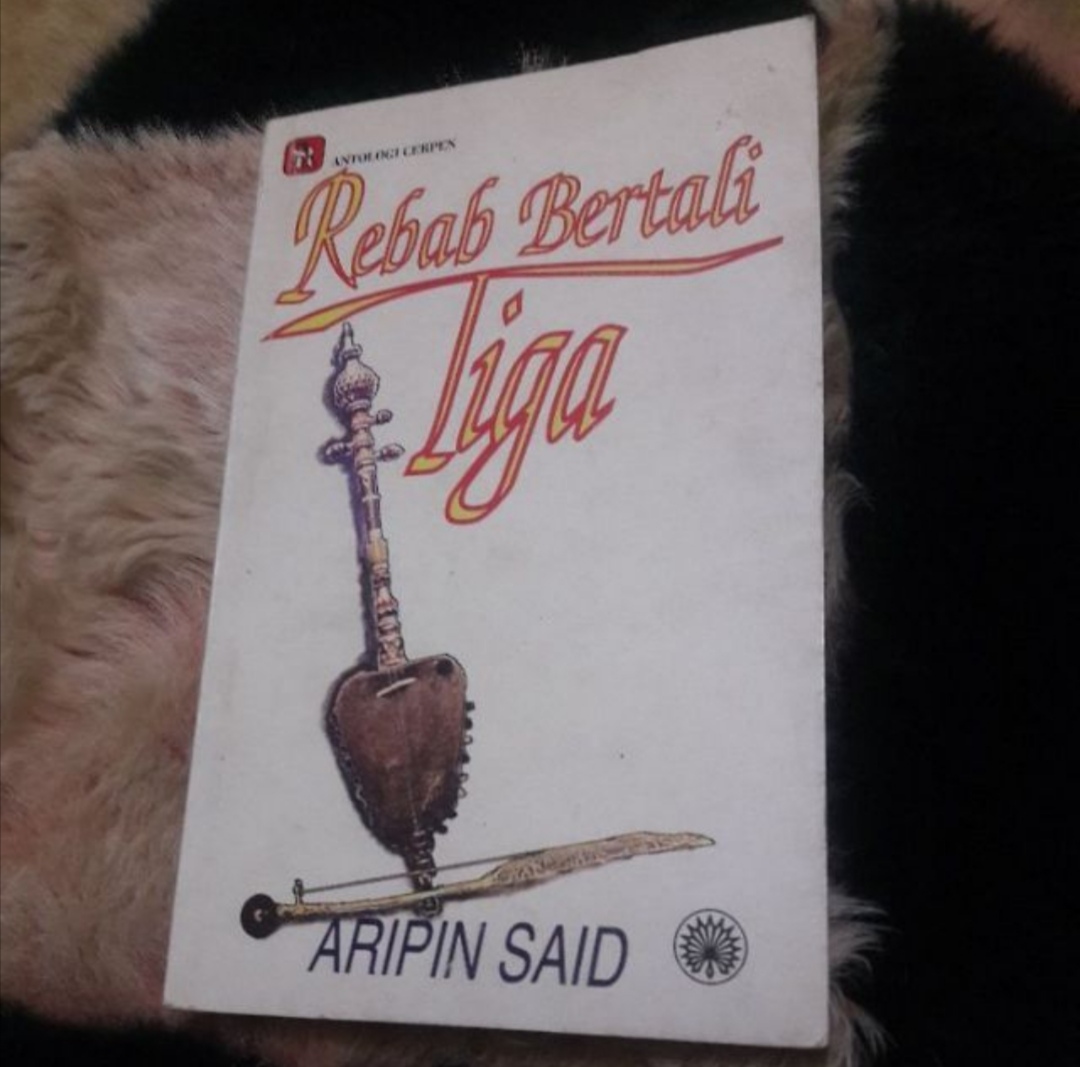 ANTOLOGI CERPEN
Rebab Bertali
Tiga
ARIPIN SAID